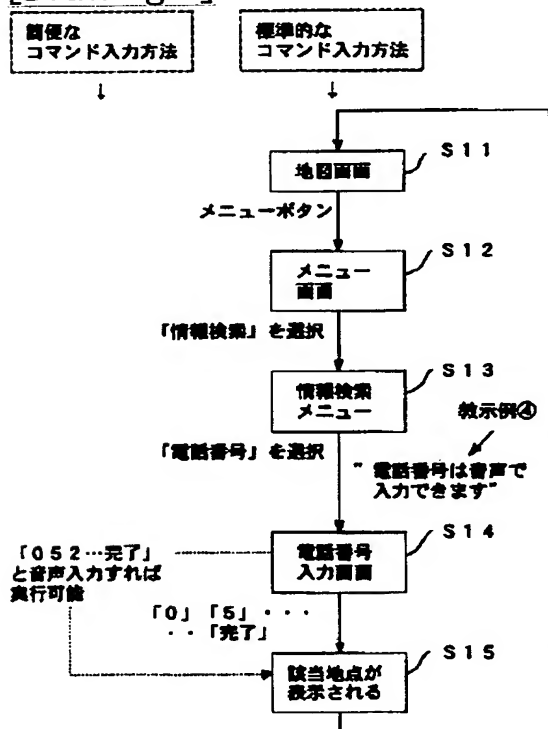 簡便な
コマンド入力方法
標準的な
コマンド入力方法
↓
↓
S11
地図画面
メニューボタン
S12
メニュー
画面
「情報検索」を選択
S13
情報検索
メニュー
教示例④
「電話番号」を選択
"電話番号は音声で
入力できます"
S14
電話番号
入力画面
「052…完了」
と音声入力すれば
実行可能
「0」「5」・・・
・・「完了」
S15
該当地点が
表示される